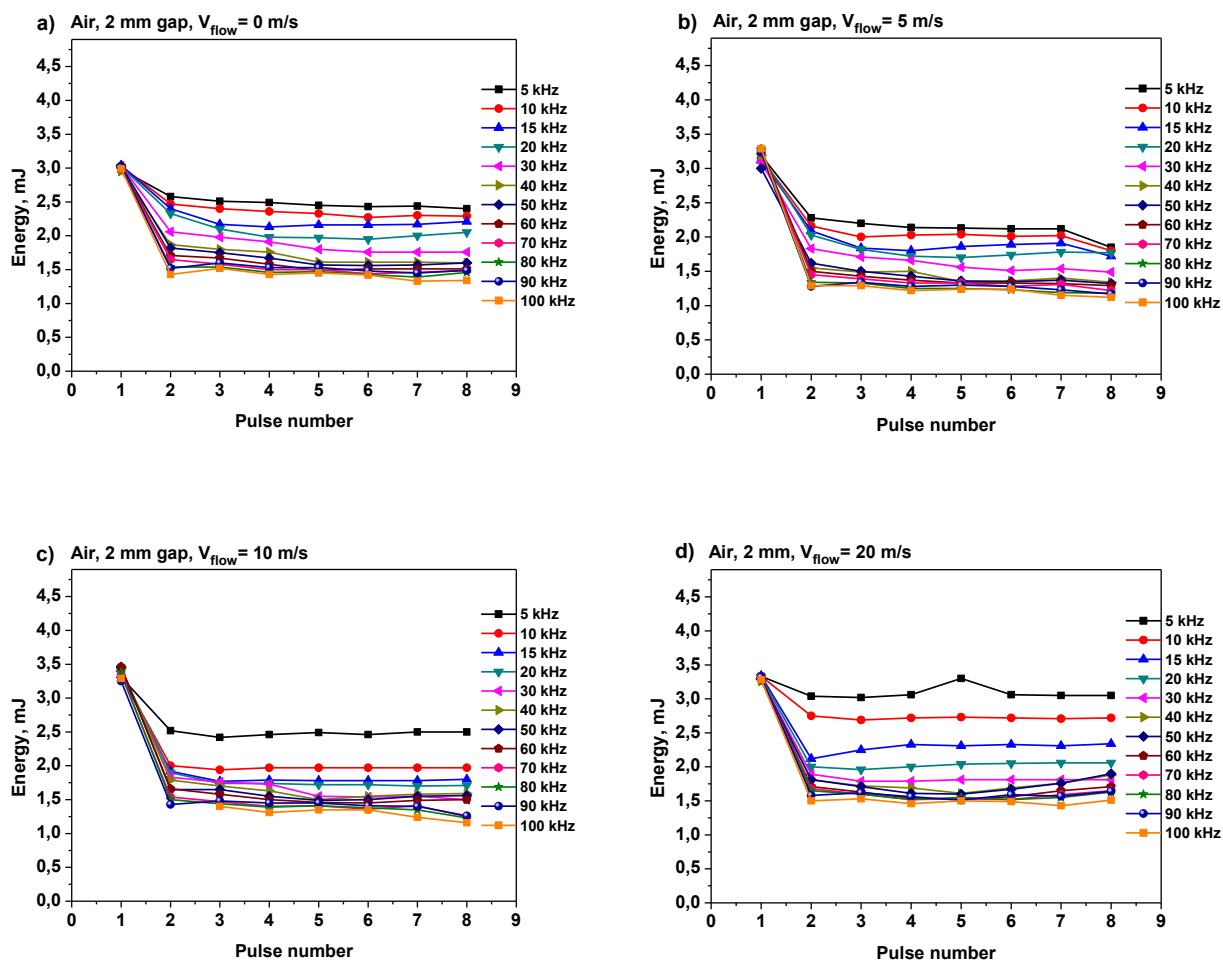 a) Air, 2 mm gap, V_flow= 0 m/s
4,5
4,0
3,5
3,0
2,5
2,0
1,5
1,0
0,5
0,0
Energy, mJ
0 1 2 3 4 5 6 7 8 9
Pulse number
5 kHz
10 kHz
15 kHz
20 kHz
30 kHz
40 kHz
50 kHz
60 kHz
70 kHz
80 kHz
90 kHz
100 kHz
b) Air, 2 mm gap, V_flow= 5 m/s
4,5
4,0
3,5
3,0
2,5
2,0
1,5
1,0
0,5
0,0
Energy, mJ
0 1 2 3 4 5 6 7 8 9
Pulse number
5 kHz
10 kHz
15 kHz
20 kHz
30 kHz
40 kHz
50 kHz
60 kHz
70 kHz
80 kHz
90 kHz
100 kHz
c) Air, 2 mm gap, V_flow= 10 m/s
4,5
4,0
3,5
3,0
2,5
2,0
1,5
1,0
0,5
0,0
Energy, mJ
0 1 2 3 4 5 6 7 8 9
Pulse number
5 kHz
10 kHz
15 kHz
20 kHz
30 kHz
40 kHz
50 kHz
60 kHz
70 kHz
80 kHz
90 kHz
100 kHz
d) Air, 2 mm, V_flow= 20 m/s
4,5
4,0
3,5
3,0
2,5
2,0
1,5
1,0
0,5
0,0
Energy, mJ
0 1 2 3 4 5 6 7 8 9
Pulse number
5 kHz
10 kHz
15 kHz
20 kHz
30 kHz
40 kHz
50 kHz
60 kHz
70 kHz
80 kHz
90 kHz
100 kHz